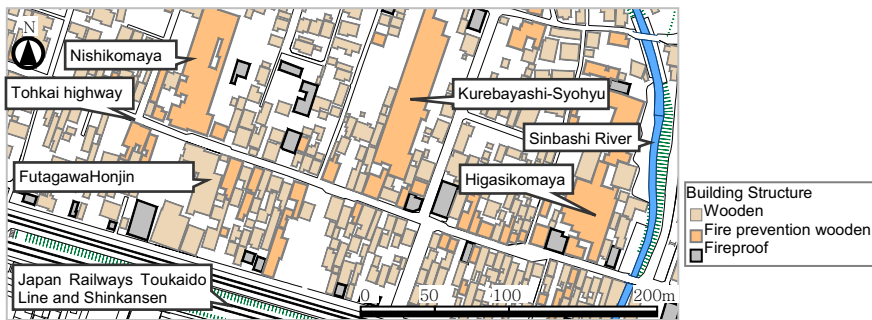 N
Nishikomaya
Tohkai highway
Kurebayashi-Syohyu
Sinbashi River
FutagawaHonjin
Higasikomaya
Building Structure
Wooden
Fire prevention wooden
Fireproof
Japan Railways Toukaido
Line and Shinkansen
0 50 100 200m